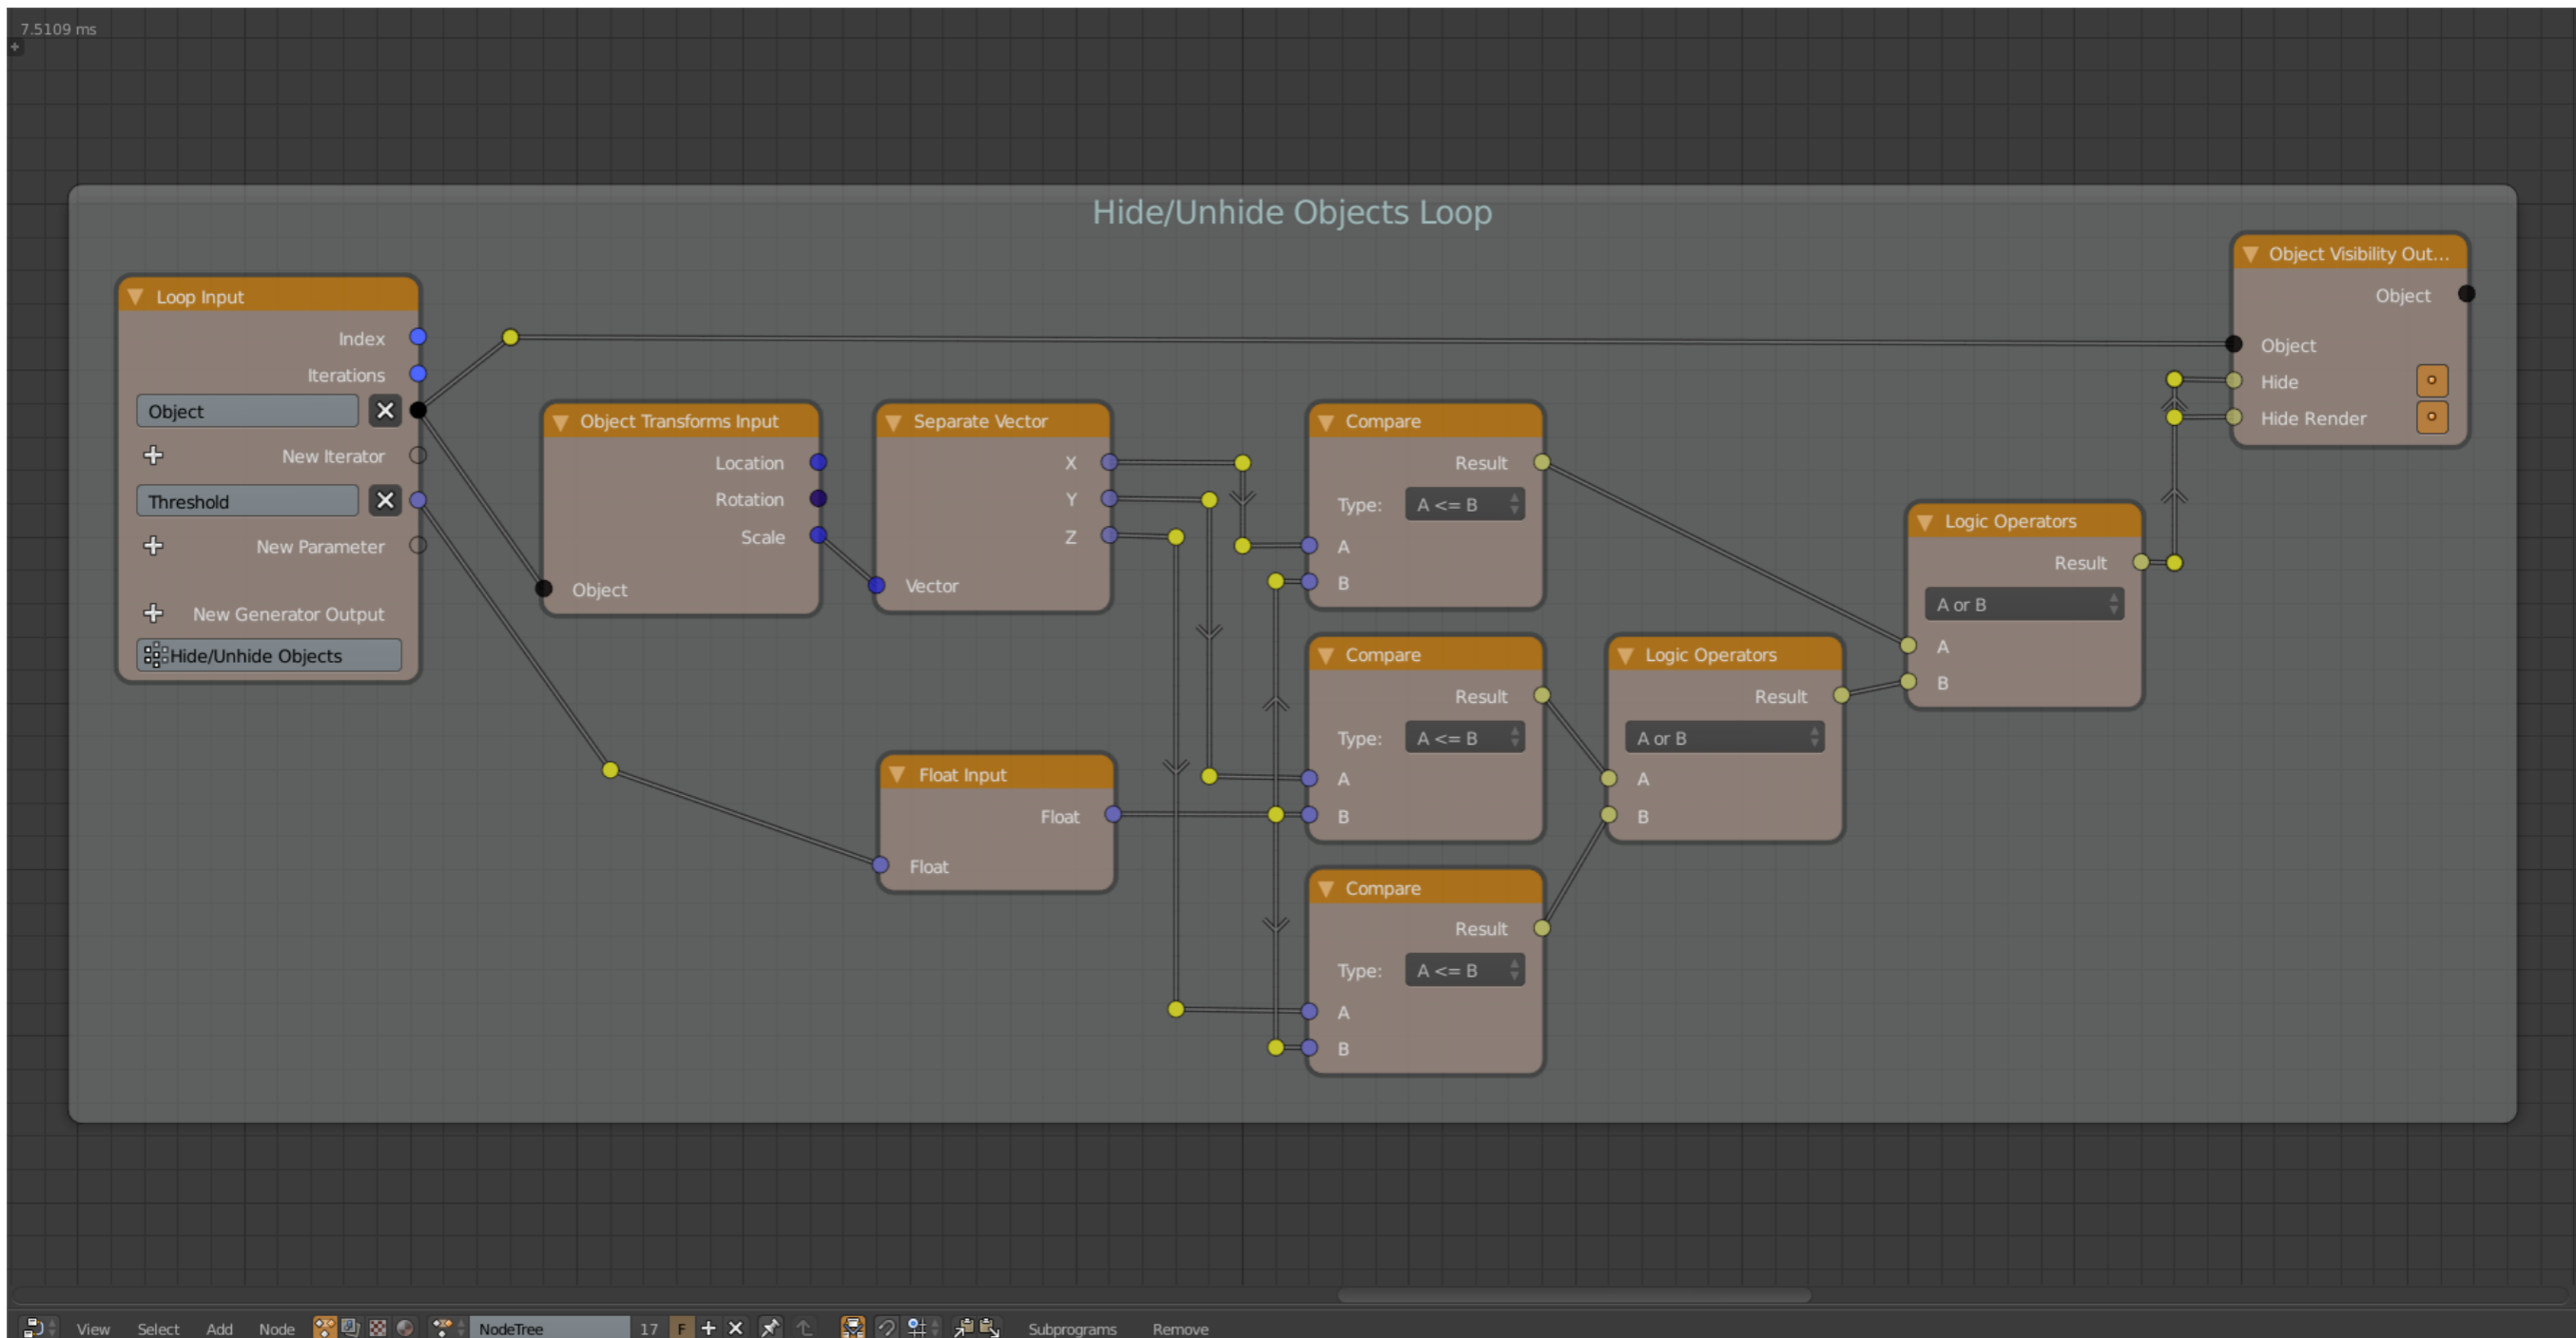 7.5109 ms
Hide/Unhide Objects Loop
Loop Input
Index
Iterations
Object
New Iterator
Threshold
New Parameter
New Generator Output
Hide/Unhide Objects
Object Transforms Input
Location
Rotation
Scale
Object
Separate Vector
X
Y
Z
Vector
Float Input
Float
Float
Compare
Result
Type: A <= B
A
B
Compare
Result
Type: A <= B
A
B
Compare
Result
Type: A <= B
A
B
Logic Operators
Result
A or B
A
B
Logic Operators
Result
A or B
A
B
Object Visibility Out...
Object
Object
Hide
Hide Render
View Select Add Node NodeTree 17 F Subprograms Remove